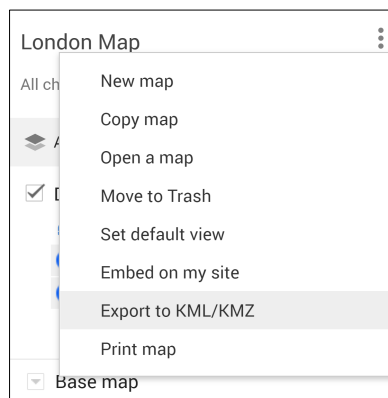 London Map
All ch
New map
Copy map
Open a map
Move to Trash
Set default view
Embed on my site
Export to KML/KMZ
Print map
Base map